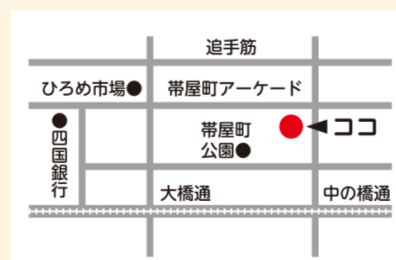 追手筋
ひろめ市場●
帯屋町アーケード
●四国銀行
帯屋町
公園●
◀ココ
大橋通
中の橋通